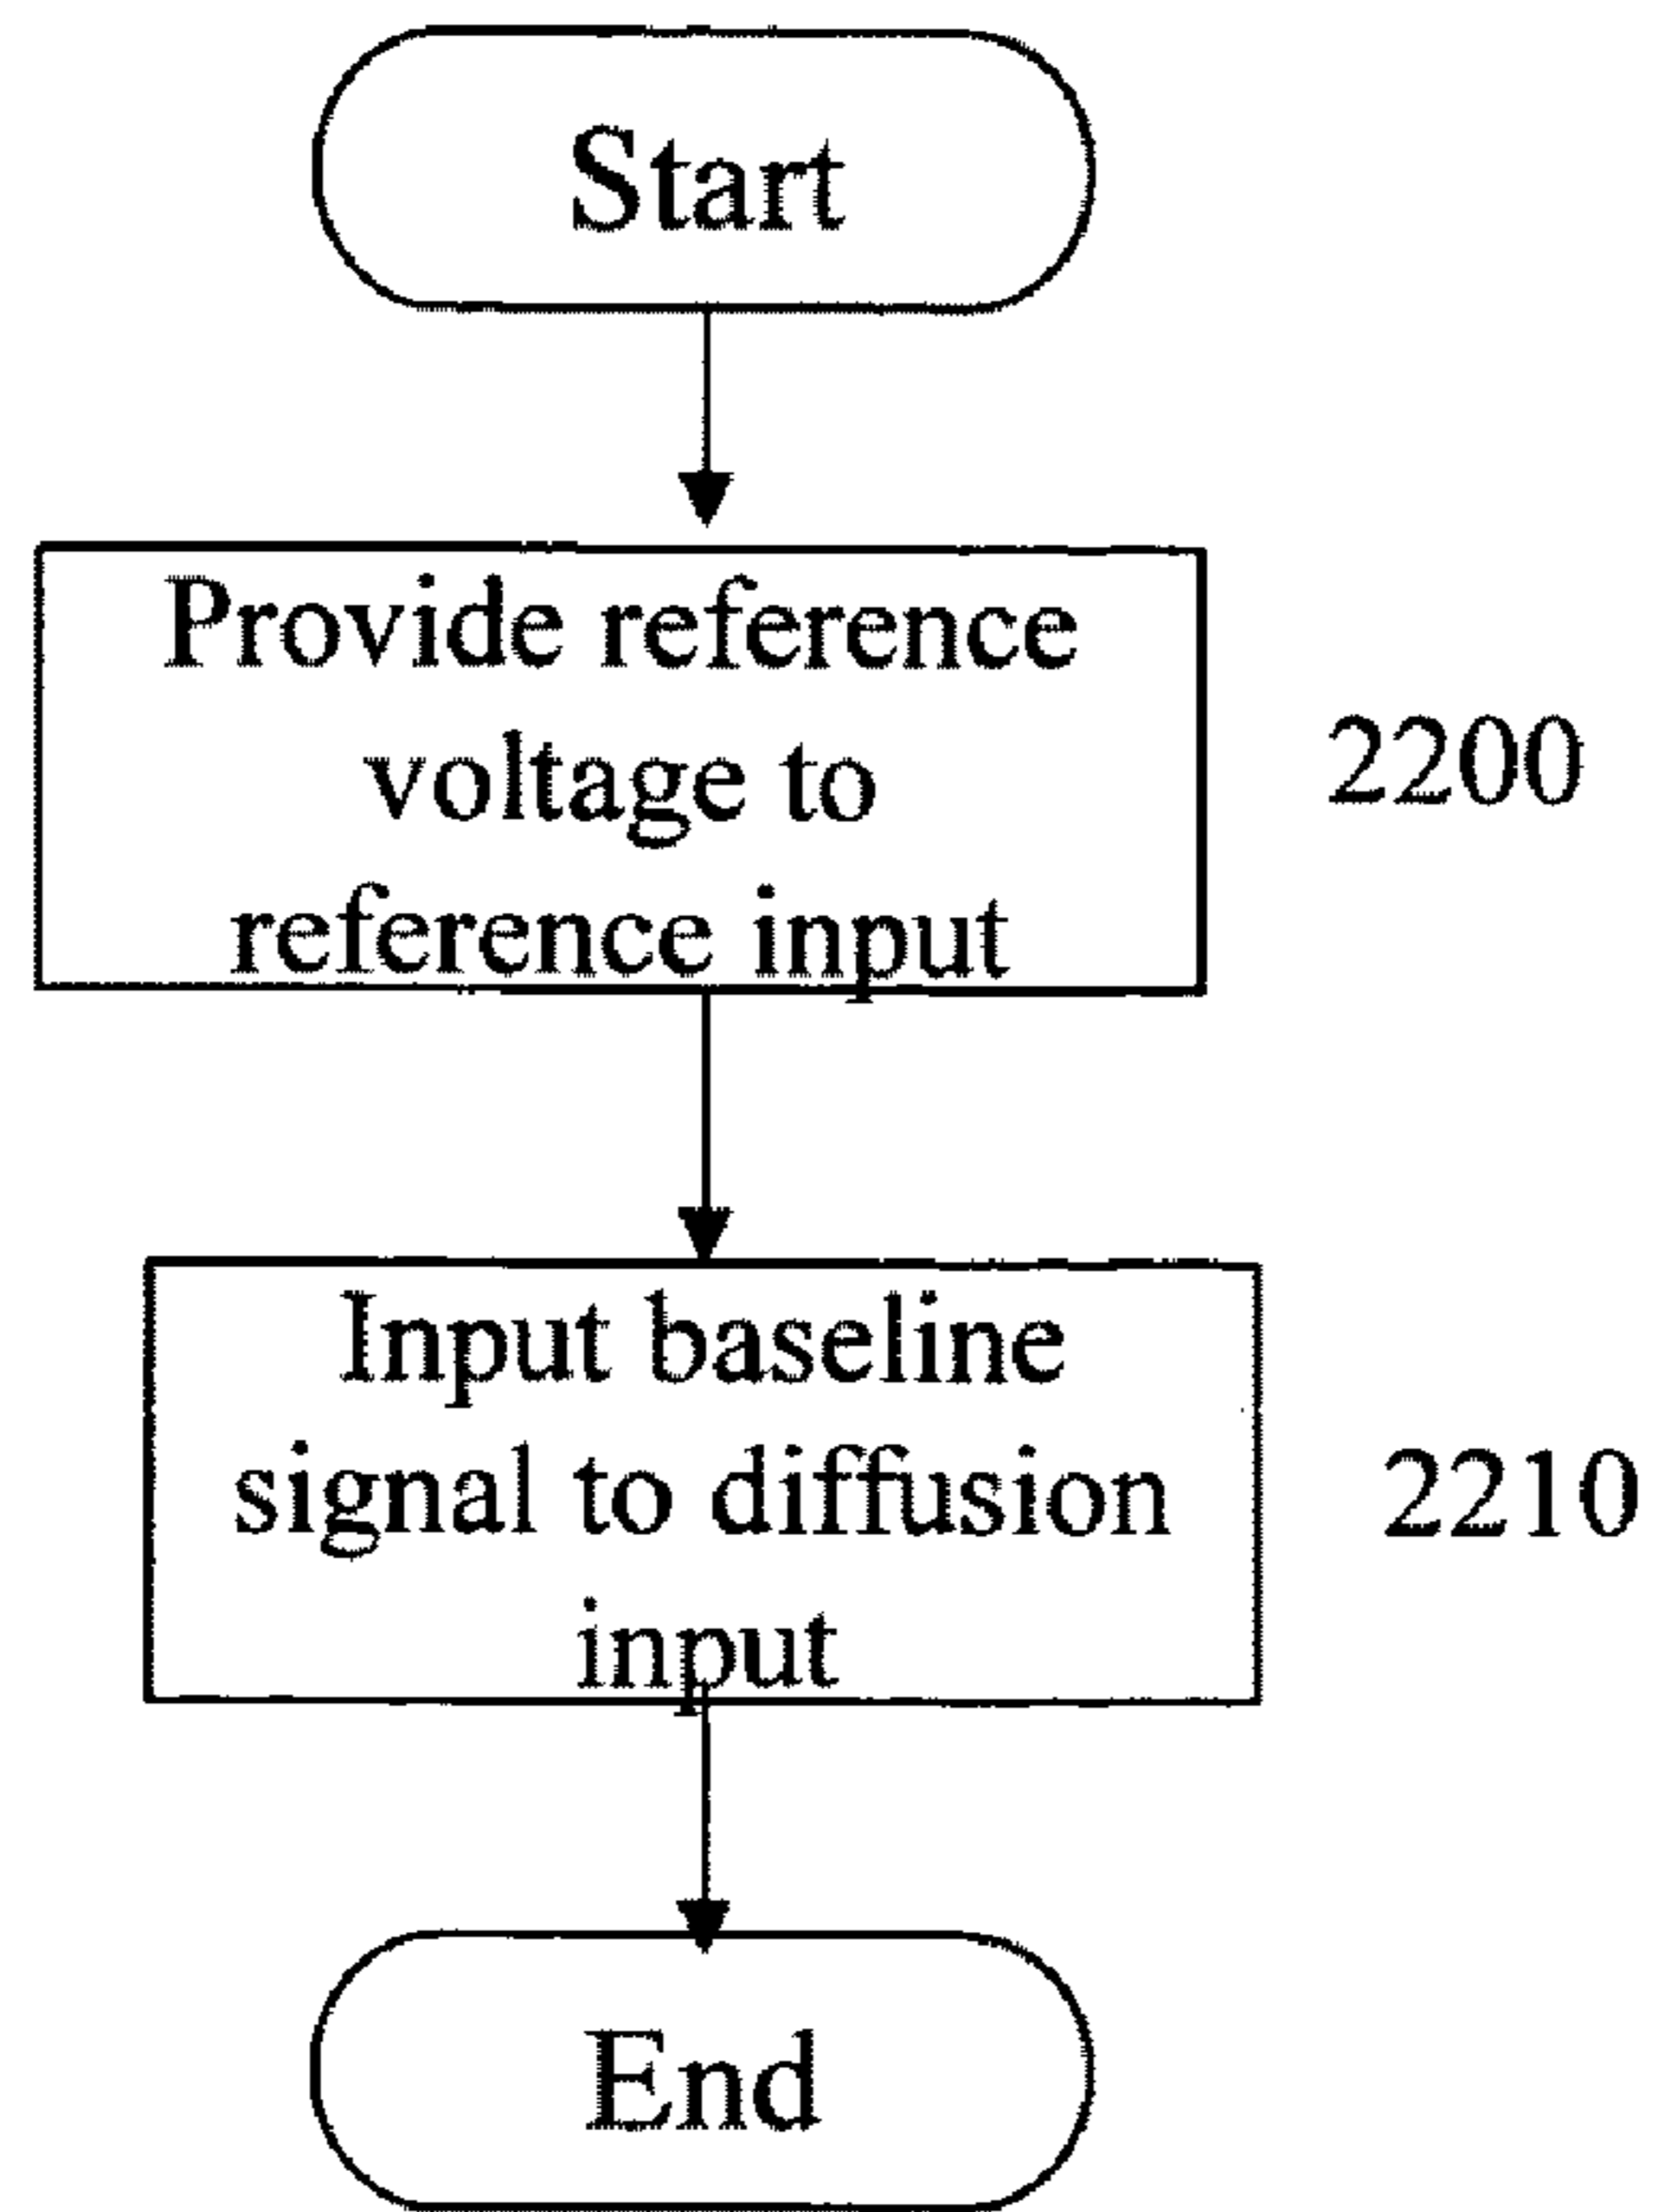 Start
Provide reference
voltage to
reference input
2200
Input baseline
signal to diffusion
input
2210
End